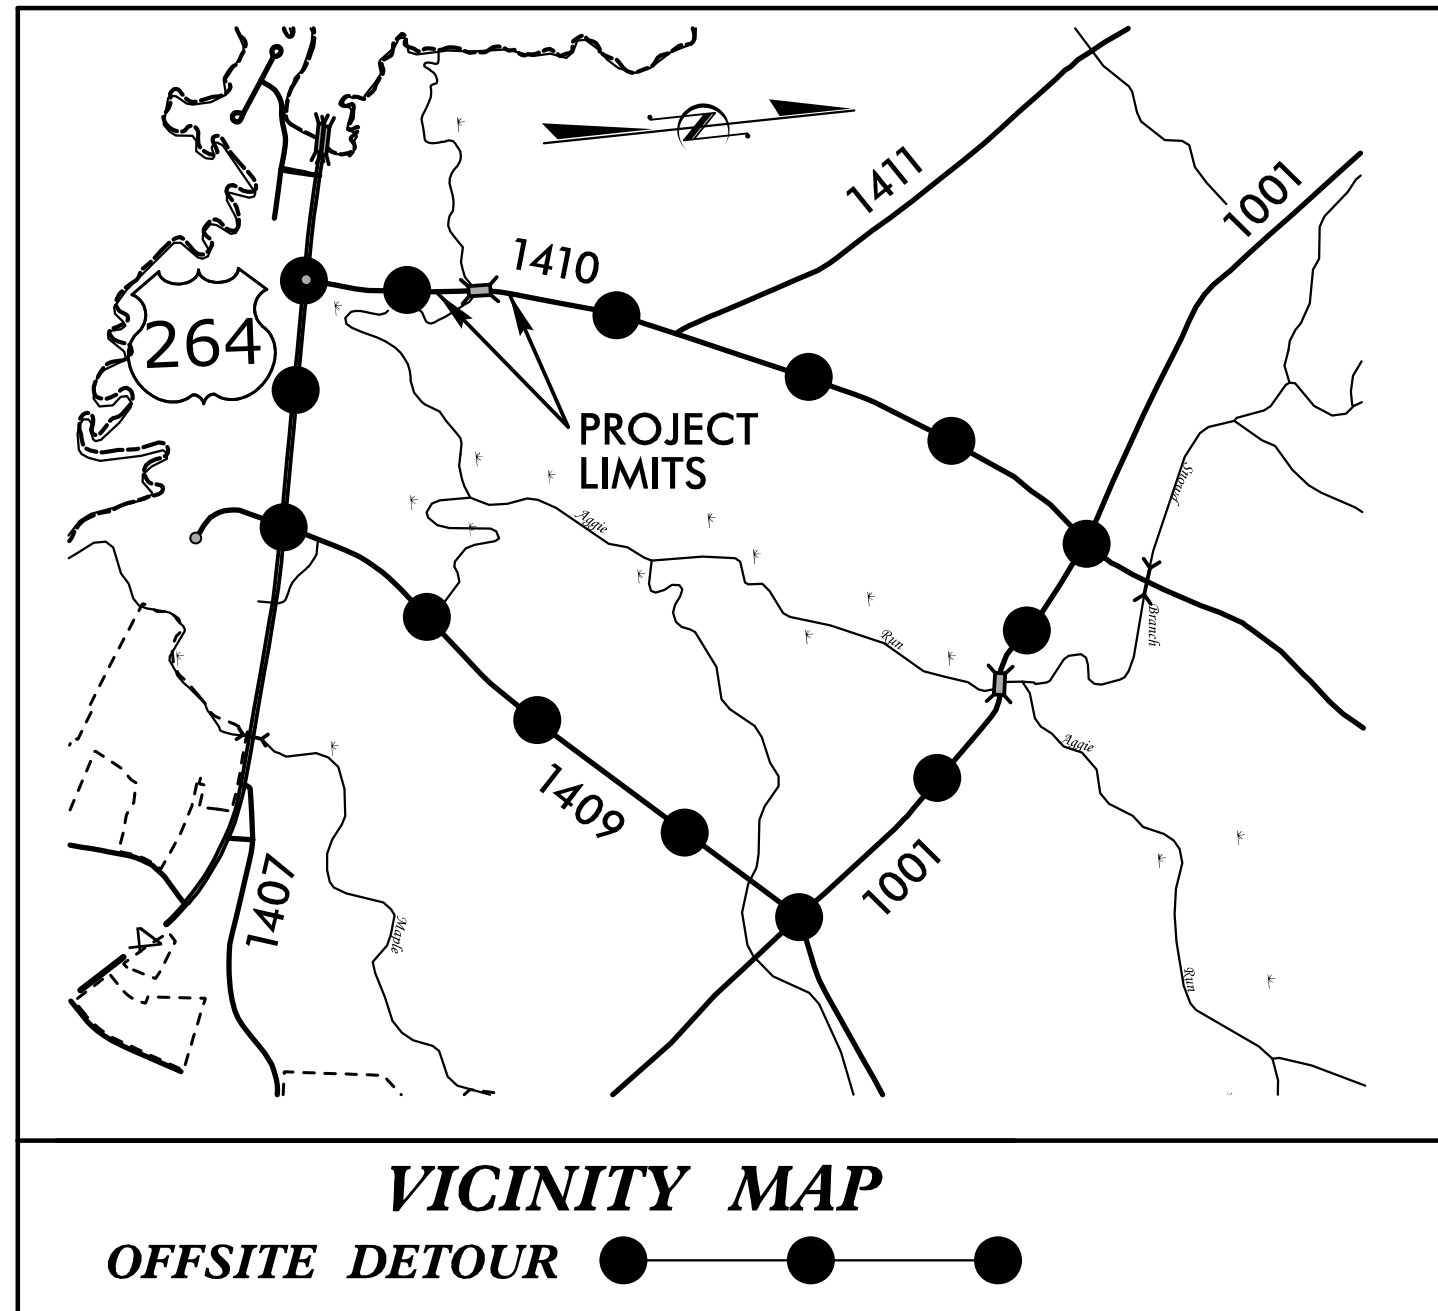 1411
1001
1410
264
PROJECT
LIMITS
Snowd
Aggie
Branch
Run
Aggie
1409
1001
1407
Maple
Run
VICINITY MAP
OFFSITE DETOUR